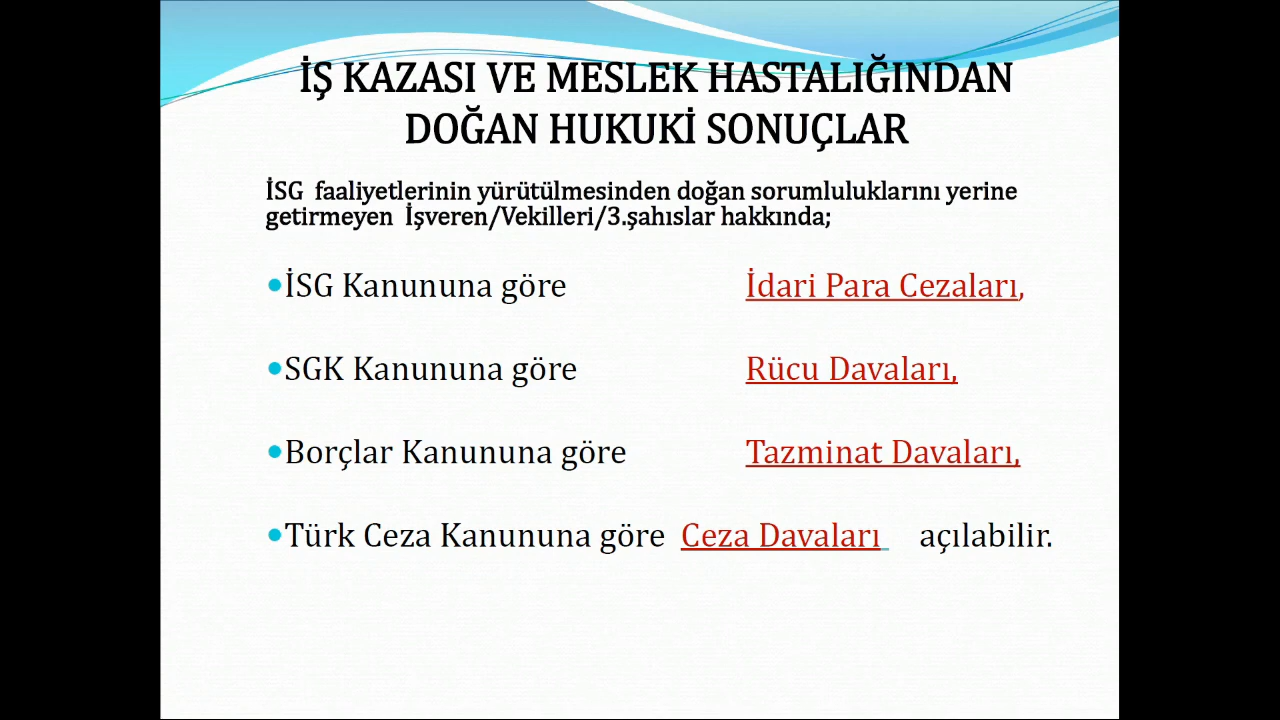 İŞ KAZASI VE MESLEK HASTALIĞINDAN
DOĞAN HUKUKİ SONUÇLAR
İSG faaliyetlerinin yürütülmesinden doğan sorumluluklarını yerine
getirmeyen İşveren/Vekilleri/3.şahıslar hakkında;
•İSG Kanununa göre İdari Para Cezaları,
•SGK Kanununa göre Rücu Davaları,
•Borçlar Kanununa göre Tazminat Davaları,
•Türk Ceza Kanununa göre Ceza Davaları açılabilir.